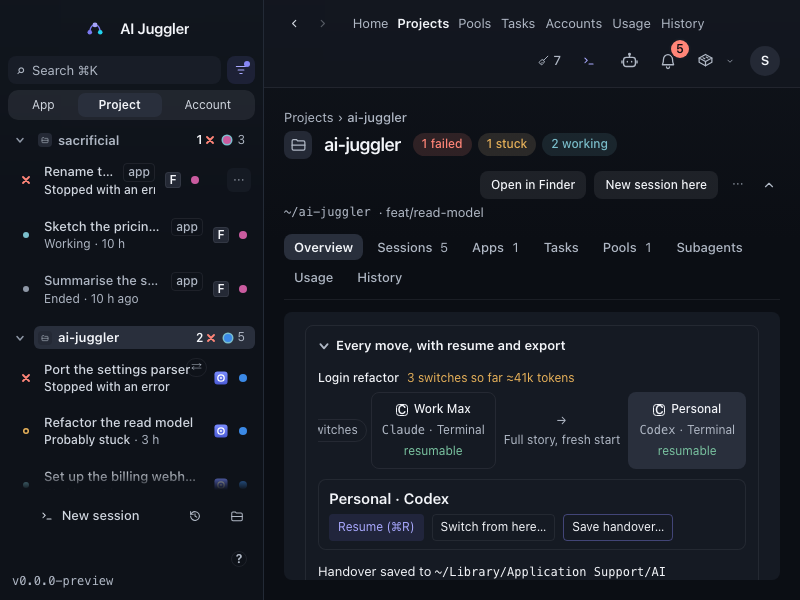 AI Juggler
Search ⌘K
App Project Account
sacrificial 1 3
Rename t... app F
Stopped with an err
Sketch the pricin... app F
Working · 10 h
Summarise the s... app F
Ended · 10 h ago
ai-juggler 2 5
Port the settings parser
Stopped with an error
Refactor the read model
Probably stuck · 3 h
Set up the billing webh...
New session
?
v0.0.0-preview
Home Projects Pools Tasks Accounts Usage History
7 5 S
Projects › ai-juggler
ai-juggler 1 failed 1 stuck 2 working
Open in Finder New session here ...
~/ai-juggler · feat/read-model
Overview Sessions 5 Apps 1 Tasks Pools 1 Subagents
Usage History
Every move, with resume and export
Login refactor 3 switches so far ≈41k tokens
witches
Work Max
Claude · Terminal
resumable
→
Full story, fresh start
Personal
Codex · Terminal
resumable
Personal · Codex
Resume (⌘R) Switch from here... Save handover...
Handover saved to ~/Library/Application Support/AI